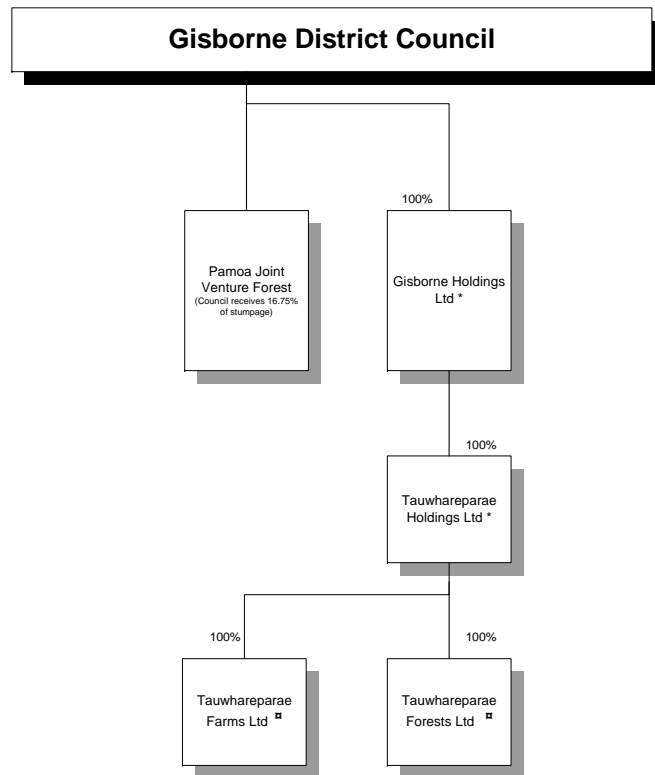 Gisborne District Council
100%
Pamoa Joint
Venture Forest
(Council receives 16.75%
of stumpage)
Gisborne Holdings
Ltd *
100%
Tauwhareparae
Holdings Ltd *
100%
100%
Tauwhareparae
Farms Ltd ¤
Tauwhareparae
Forests Ltd ¤